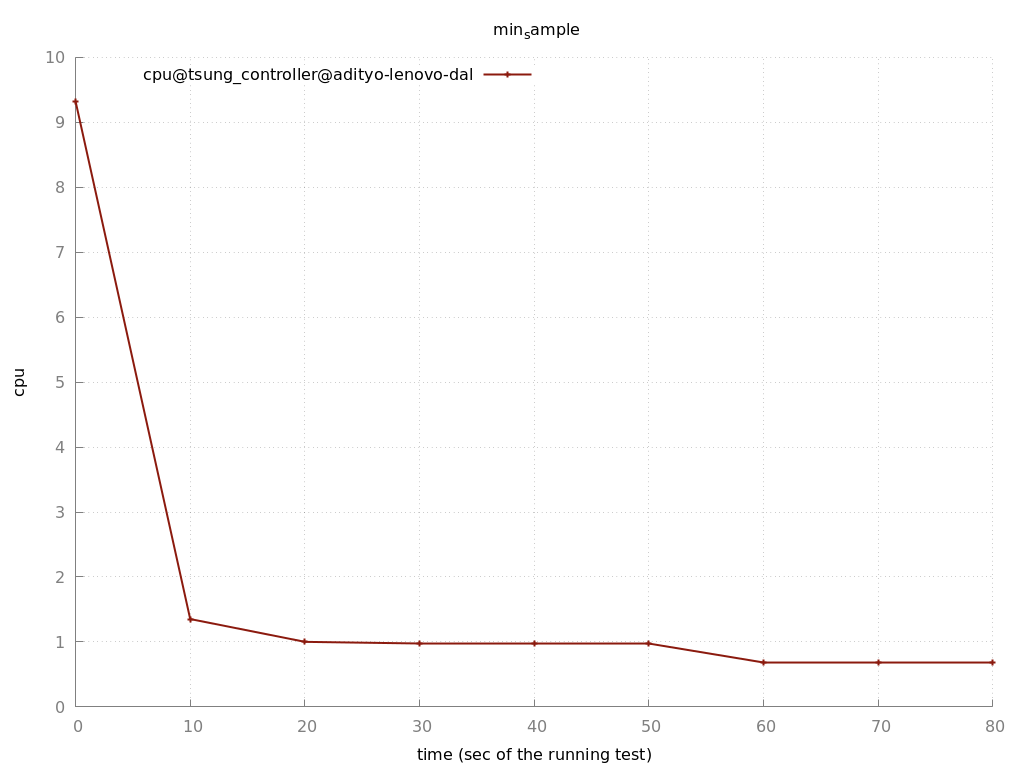 min_sample
cpu@tsung_controller@adityo-lenovo-dal
10
9
8
7
6
5
4
3
2
1
0
cpu
0 10 20 30 40 50 60 70 80
time (sec of the running test)